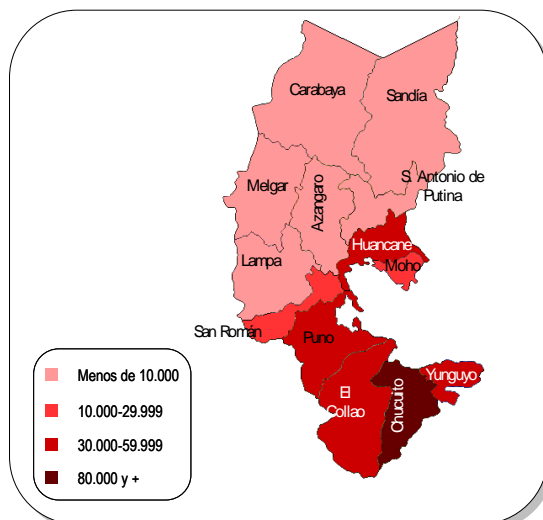 Carabaya
Sandía
Melgar
Azangaro
S. Antonio de
Putina
Huancane
Moho
Lampa
San Román
Puno
El
Collao
Chucuito
Yunguyo
Menos de 10.000
10.000-29.999
30.000-59.999
80.000 y +